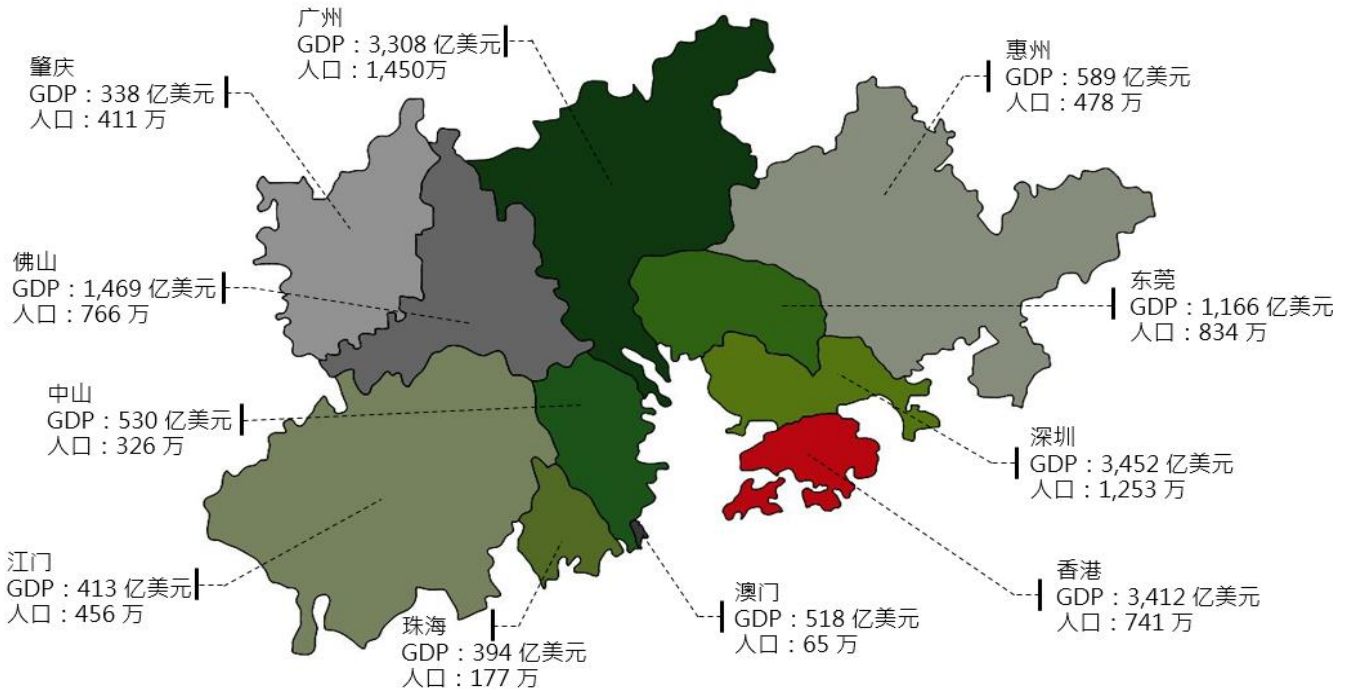 广州
GDP：3,308 亿美元
人口：1,450万
肇庆
GDP：338 亿美元
人口：411 万
惠州
GDP：589 亿美元
人口：478 万
佛山
GDP：1,469 亿美元
人口：766 万
东莞
GDP：1,166 亿美元
人口：834 万
中山
GDP：530 亿美元
人口：326 万
深圳
GDP：3,452 亿美元
人口：1,253 万
江门
GDP：413 亿美元
人口：456 万
珠海
GDP：394 亿美元
人口：177 万
澳门
GDP：518 亿美元
人口：65 万
香港
GDP：3,412 亿美元
人口：741 万